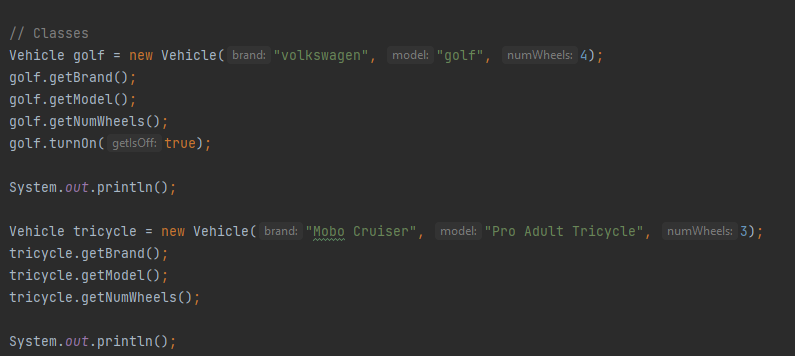 // Classes
Vehicle golf = new Vehicle( brand: "volkswagen", model: "golf", numWheels: 4);
golf.getBrand();
golf.getModel();
golf.getNumWheels();
golf.turnOn( getIsOff: true);
System.out.println();
Vehicle tricycle = new Vehicle( brand: "Mobo Cruiser", model: "Pro Adult Tricycle", numWheels: 3);
tricycle.getBrand();
tricycle.getModel();
tricycle.getNumWheels();
System.out.println();